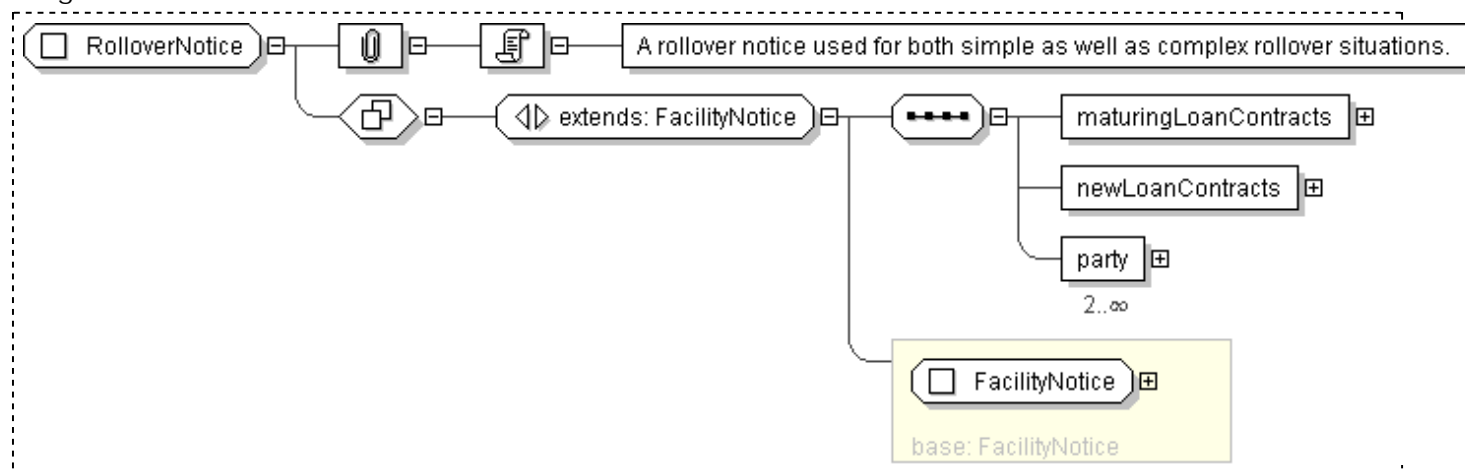 RolloverNotice
A rollover notice used for both simple as well as complex rollover situations.
extends: FacilityNotice
maturingLoanContracts
newLoanContracts
party
2..∞
FacilityNotice
base: FacilityNotice